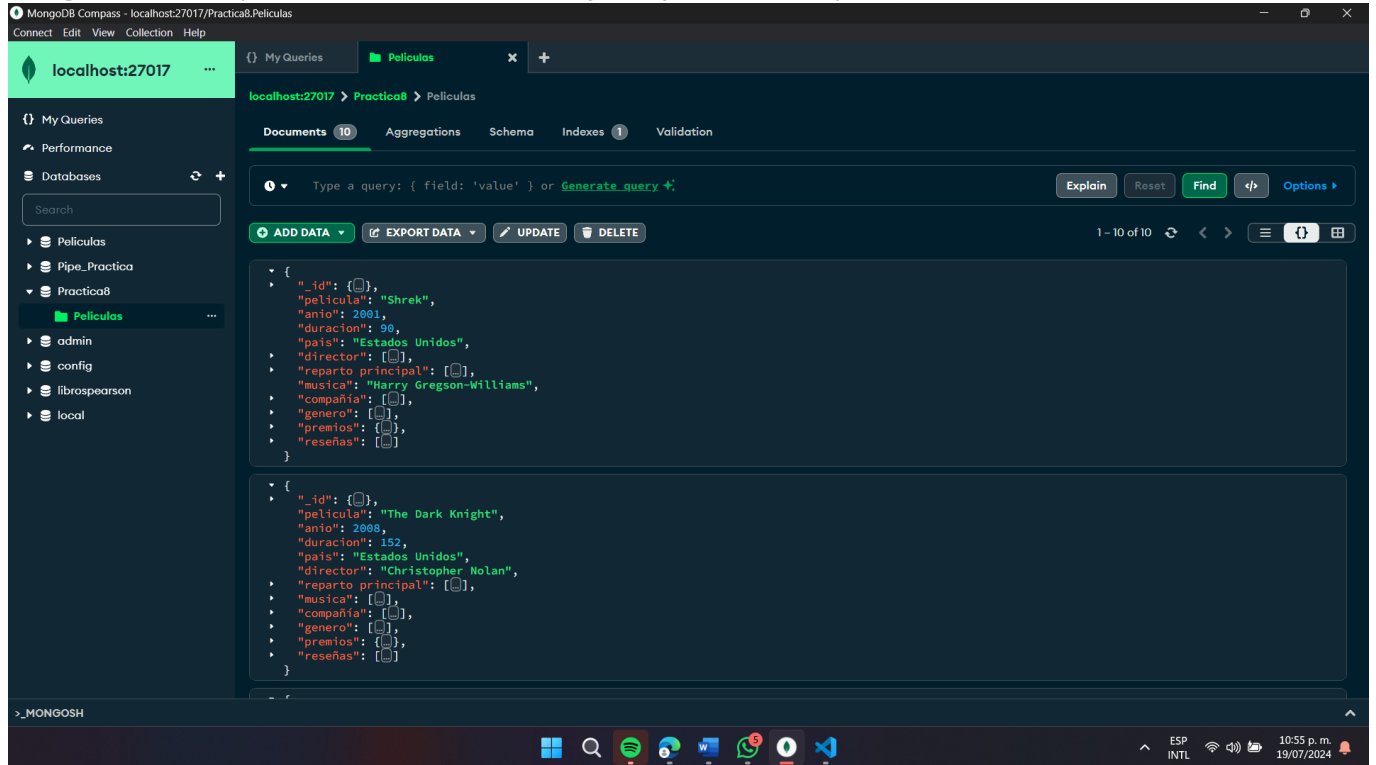 MongoDB Compass - localhost:27017/Practica8.Peliculas
Connect Edit View Collection Help
localhost:27017 ...
{} My Queries
Performance
Databases
Search
Peliculas
Pipe_Practica
Practica8
Peliculas ...
admin
config
librospearson
local
{} My Queries Peliculas
localhost:27017 > Practica8 > Peliculas
Documents 10 Aggregations Schema Indexes 1 Validation
Type a query: { field: 'value' } or Generate query
Explain Reset Find </> Options
ADD DATA EXPORT DATA UPDATE DELETE
1 – 10 of 10 {}
{
"_id": {…},
"pelicula": "Shrek",
"anio": 2001,
"duracion": 90,
"pais": "Estados Unidos",
"director": […],
"reparto principal": […],
"musica": "Harry Gregson-Williams",
"compañía": […],
"genero": […],
"premios": {…},
"reseñas": […]
}
{
"_id": {…},
"pelicula": "The Dark Knight",
"anio": 2008,
"duracion": 152,
"pais": "Estados Unidos",
"director": "Christopher Nolan",
"reparto principal": […],
"musica": […],
"compañía": […],
"genero": […],
"premios": {…},
"reseñas": […]
}
>_MONGOSH
5
ESP
INTL
10:55 p. m.
19/07/2024